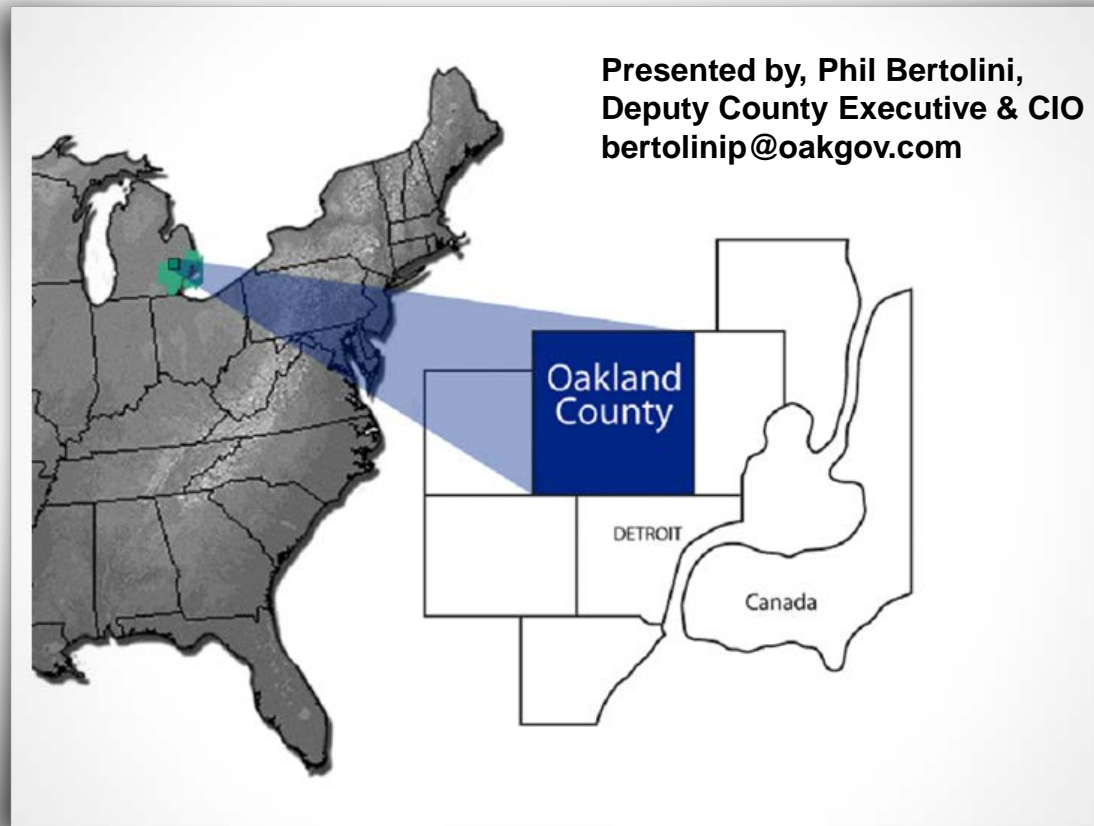 Presented by, Phil Bertolini,
Deputy County Executive & CIO
bertolinip@oakgov.com
Oakland
County
DETROIT
Canada